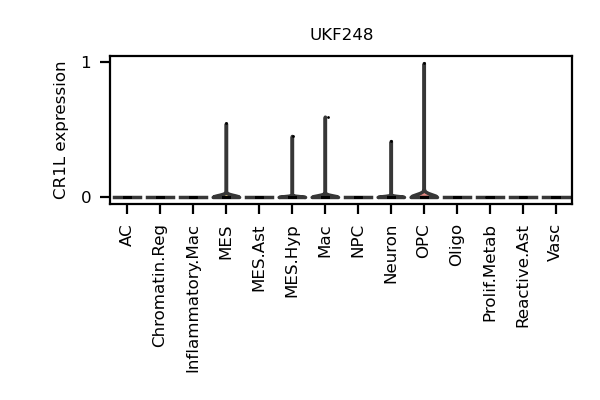 UKF248
CR1L expression
1
0
AC
Chromatin.Reg
Inflammatory.Mac
MES
MES.Ast
MES.Hyp
Mac
NPC
Neuron
OPC
Oligo
Prolif.Metab
Reactive.Ast
Vasc